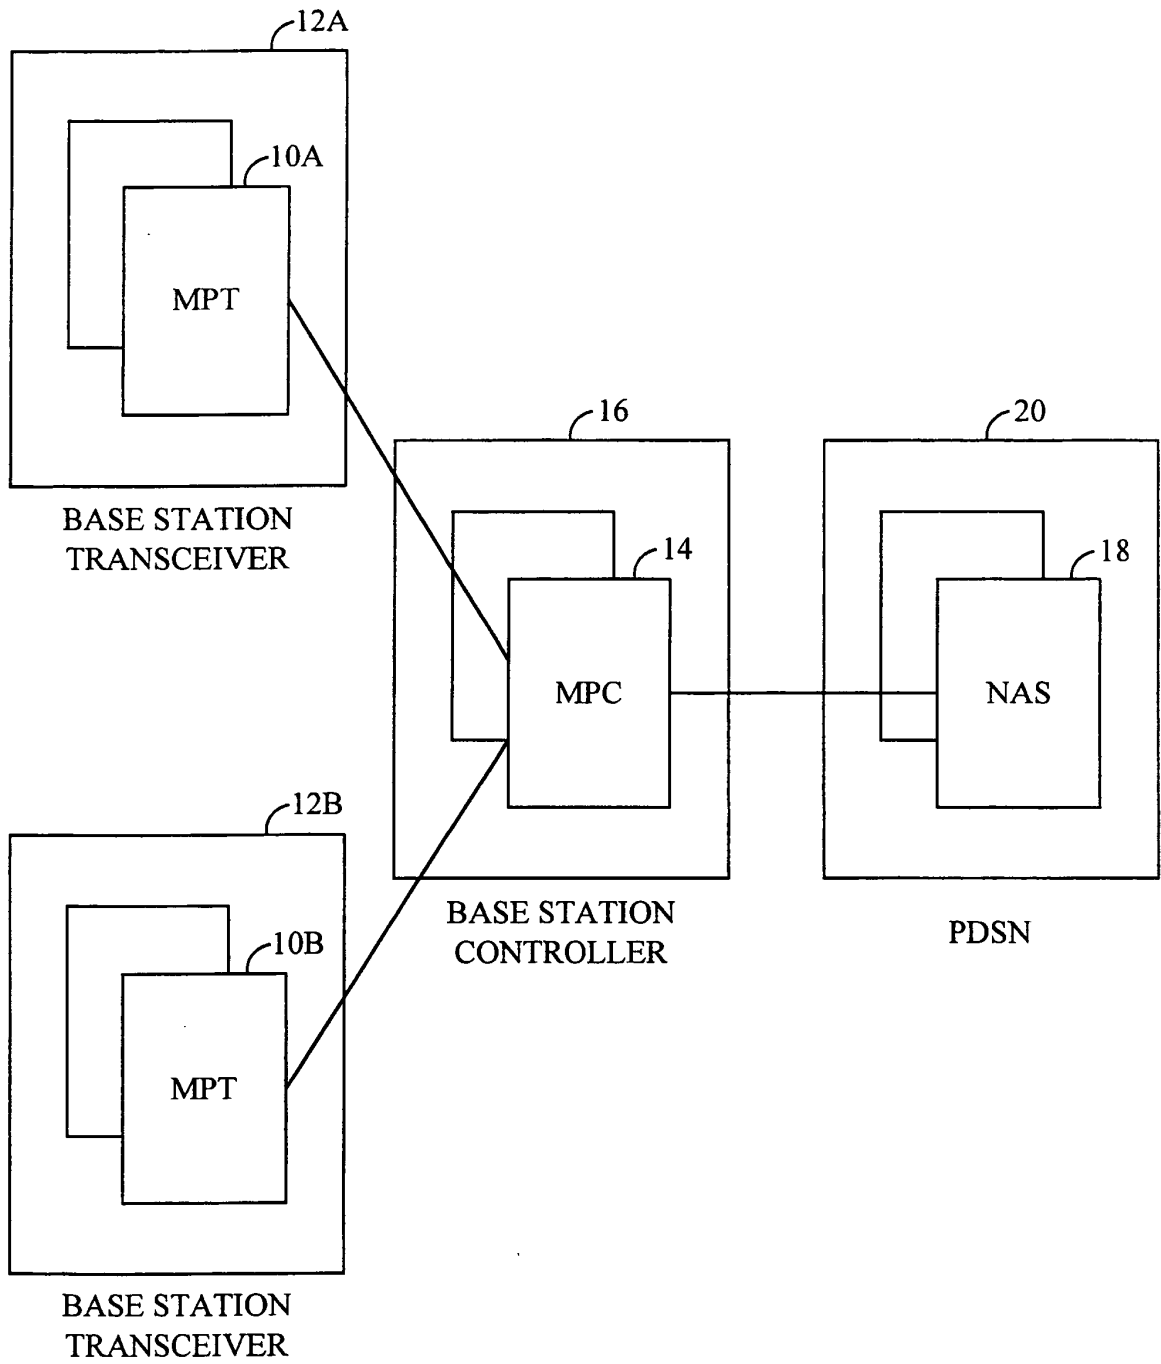 12A
10A
MPT
BASE STATION
TRANSCEIVER
16
14
MPC
BASE STATION
CONTROLLER
20
18
NAS
PDSN
12B
10B
MPT
BASE STATION
TRANSCEIVER